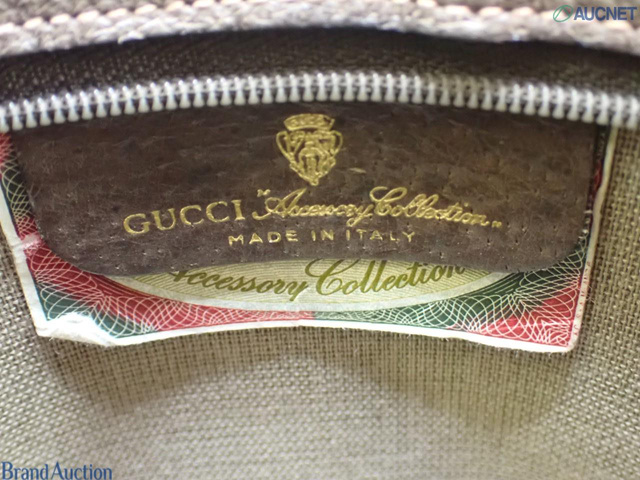 AUCNET
GUCCI "Accessory Collection"
MADE IN ITALY
Accessory Collection
Brand Auction